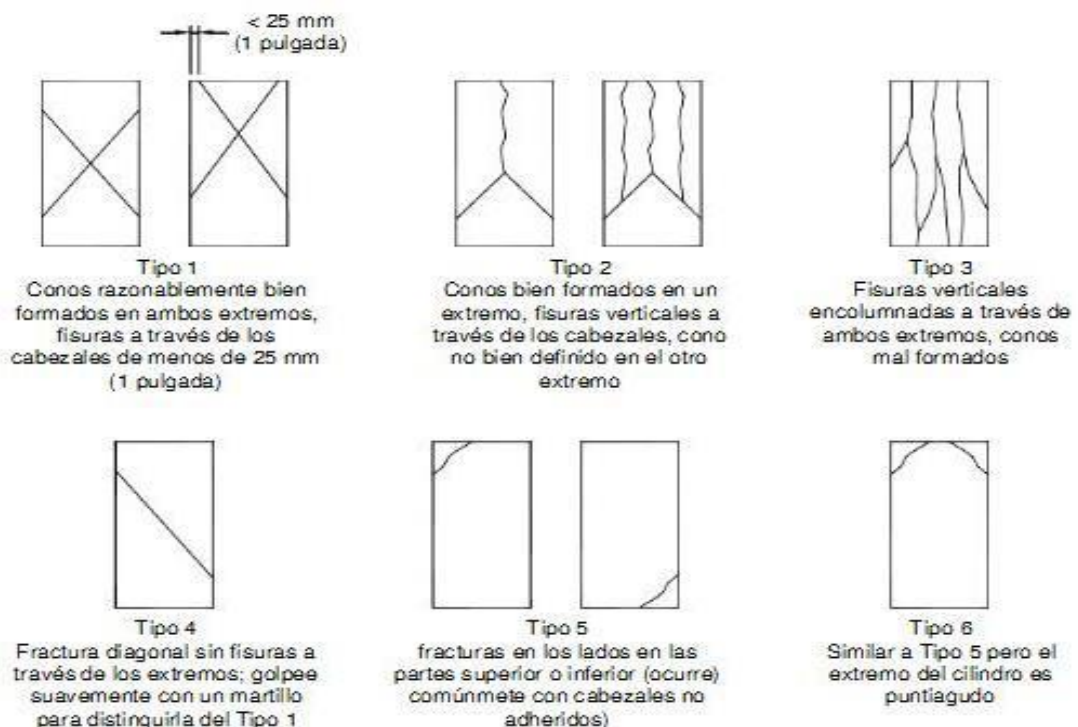 < 25 mm
(1 pulgada)
Tipo 1
Conos razonablemente bien
formados en ambos extremos,
fisuras a través de los
cabezales de menos de 25 mm
(1 pulgada)
Tipo 2
Conos bien formados en un
extremo, fisuras verticales a
través de los cabezales, cono
no bien definido en el otro
extremo
Tipo 3
Fisuras verticales
encolumnadas a través de
ambos extremos, conos
mal formados
Tipo 4
Fractura diagonal sin fisuras a
través de los extremos; golpee
suavemente con un martillo
para distinguirla del Tipo 1
Tipo 5
fracturas en los lados en las
partes superior o inferior (ocurre)
comúnmete con cabezales no
adheridos)
Tipo 6
Similar a Tipo 5 pero el
extremo del cilindro es
puntiagudo